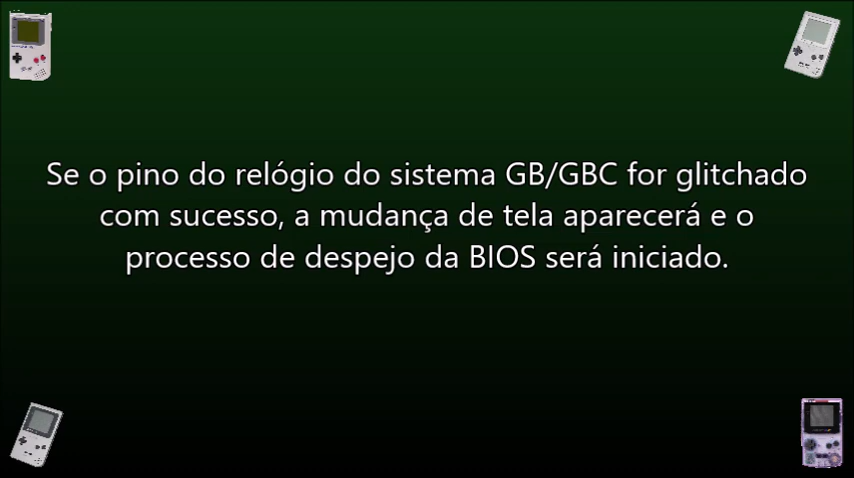 Se o pino do relógio do sistema GB/GBC for glitchado
com sucesso, a mudança de tela aparecerá e o
processo de despejo da BIOS será iniciado.